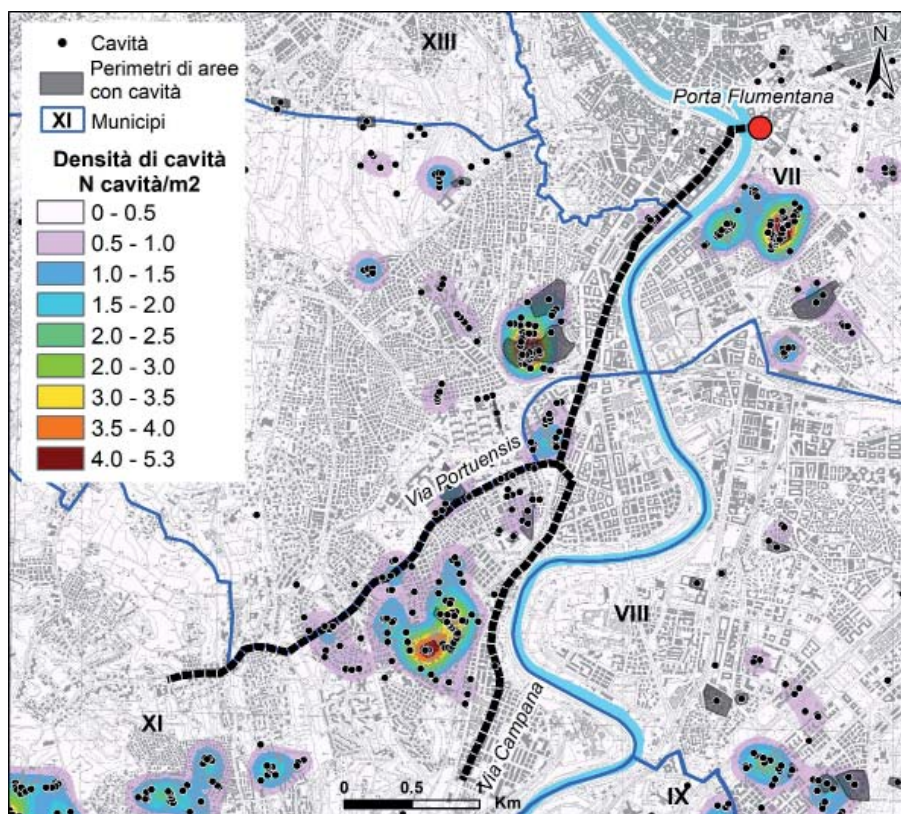 Cavità
Perimetri di aree
con cavità
XI Municipi
Densità di cavità
N cavità/m2
0 - 0.5
0.5 - 1.0
1.0 - 1.5
1.5 - 2.0
2.0 - 2.5
2.0 - 3.0
3.0 - 3.5
3.5 - 4.0
4.0 - 5.3
XIII
N
Porta Flumentana
VII
Via Portuensis
VIII
XI
Via Campana
IX
0 0.5 1
Km